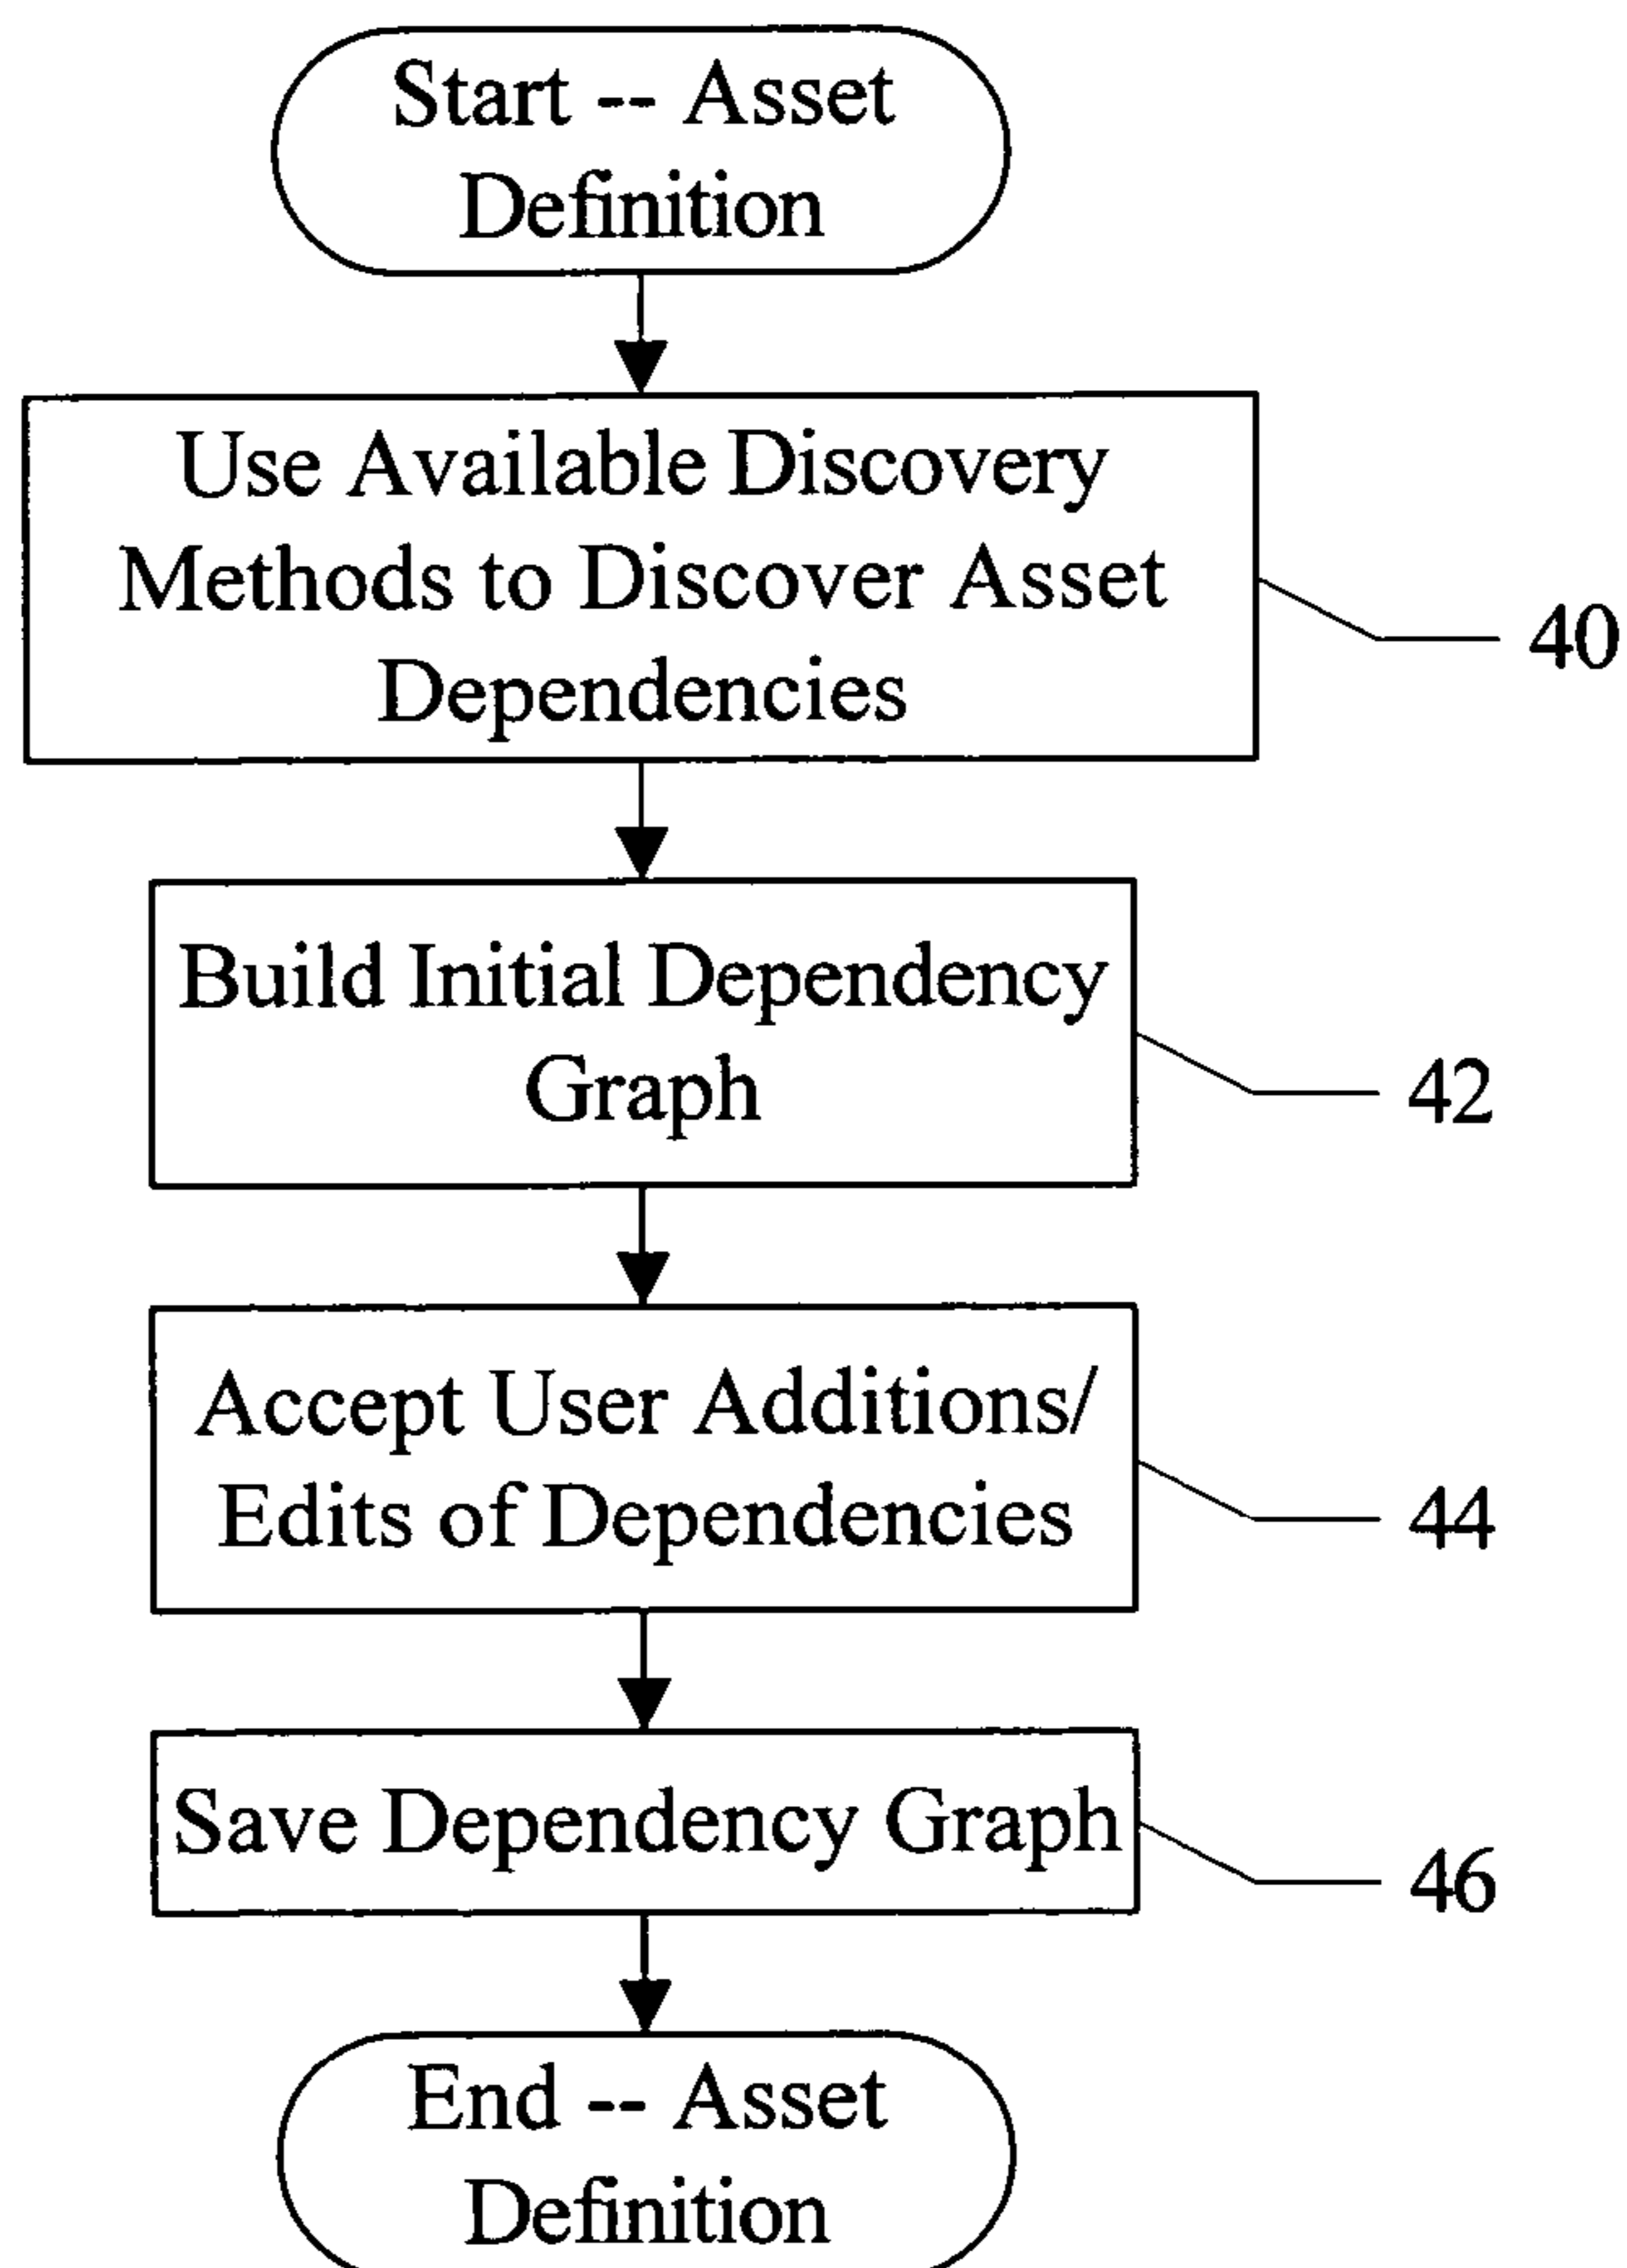 Start -- Asset
Definition
Use Available Discovery
Methods to Discover Asset
Dependencies
40
Build Initial Dependency
Graph
42
Accept User Additions/
Edits of Dependencies
44
Save Dependency Graph
46
End -- Asset
Definition